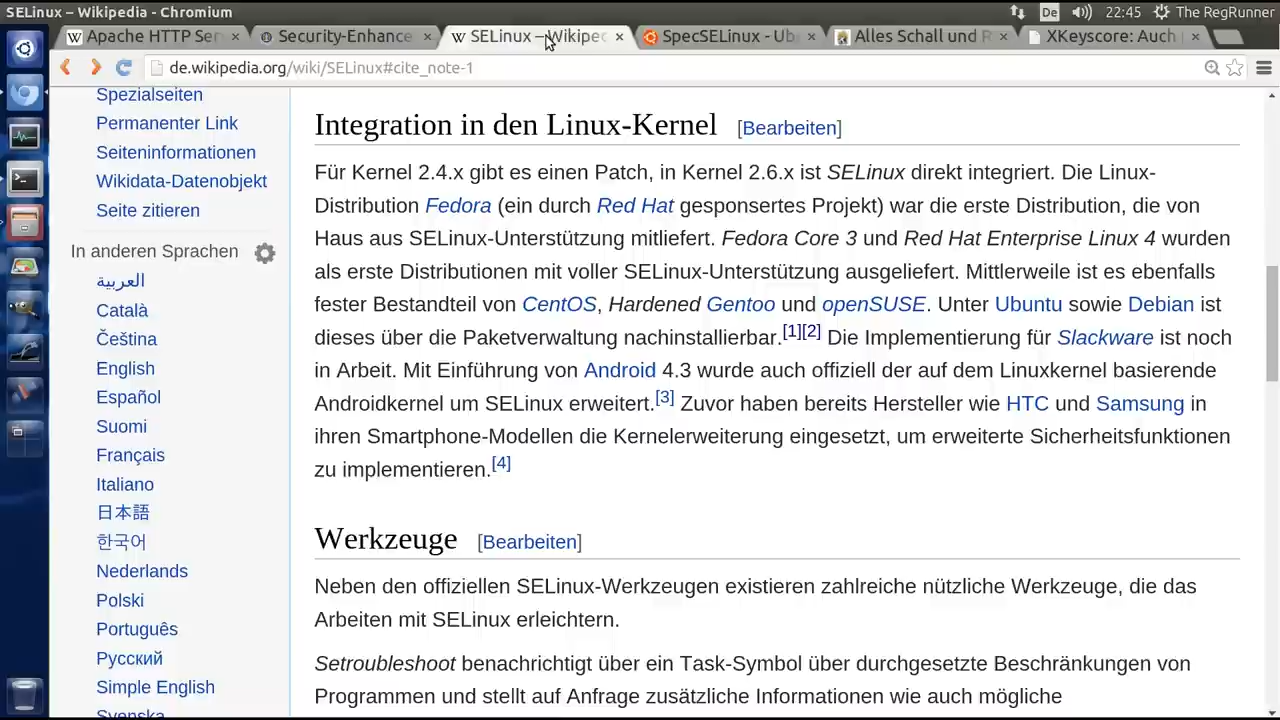 SELinux – Wikipedia - Chromium
De
22:45
The RegRunner
Apache HTTP Ser
Security-Enhance
SELinux – Wikiped
SpecSELinux - Ub
Alles Schall und R
XKeyscore: Auch
de.wikipedia.org/wiki/SELinux#cite_note-1
Spezialseiten
Permanenter Link
Seiteninformationen
Wikidata-Datenobjekt
Seite zitieren
In anderen Sprachen
العربية
Català
Čeština
English
Español
Suomi
Français
Italiano
日本語
한국어
Nederlands
Polski
Português
Русский
Simple English
Svenska
Integration in den Linux-Kernel [Bearbeiten]
Für Kernel 2.4.x gibt es einen Patch, in Kernel 2.6.x ist SELinux direkt integriert. Die Linux-
Distribution Fedora (ein durch Red Hat gesponsertes Projekt) war die erste Distribution, die von
Haus aus SELinux-Unterstützung mitliefert. Fedora Core 3 und Red Hat Enterprise Linux 4 wurden
als erste Distributionen mit voller SELinux-Unterstützung ausgeliefert. Mittlerweile ist es ebenfalls
fester Bestandteil von CentOS, Hardened Gentoo und openSUSE. Unter Ubuntu sowie Debian ist
dieses über die Paketverwaltung nachinstallierbar.[1][2] Die Implementierung für Slackware ist noch
in Arbeit. Mit Einführung von Android 4.3 wurde auch offiziell der auf dem Linuxkernel basierende
Androidkernel um SELinux erweitert.[3] Zuvor haben bereits Hersteller wie HTC und Samsung in
ihren Smartphone-Modellen die Kernelerweiterung eingesetzt, um erweiterte Sicherheitsfunktionen
zu implementieren.[4]
Werkzeuge [Bearbeiten]
Neben den offiziellen SELinux-Werkzeugen existieren zahlreiche nützliche Werkzeuge, die das
Arbeiten mit SELinux erleichtern.
Setroubleshoot benachrichtigt über ein Task-Symbol über durchgesetzte Beschränkungen von
Programmen und stellt auf Anfrage zusätzliche Informationen wie auch mögliche